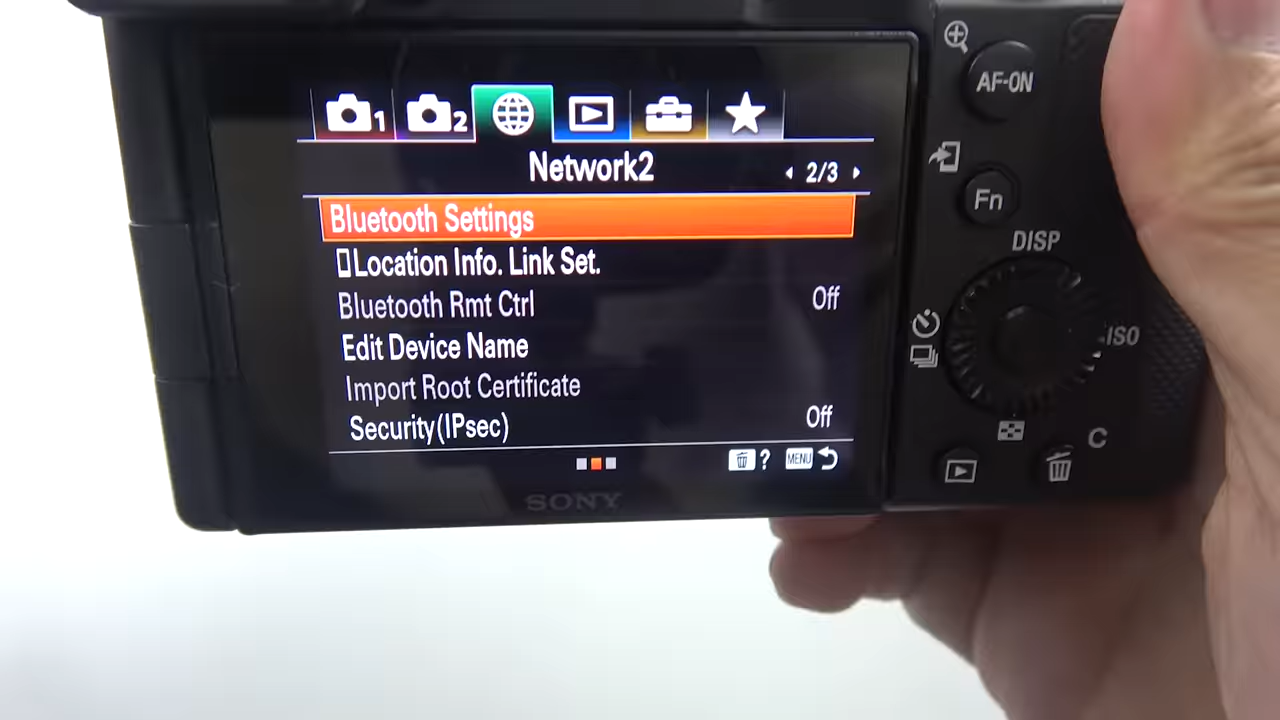 1
2
Network2
2/3
Bluetooth Settings
Location Info. Link Set.
Bluetooth Rmt Ctrl Off
Edit Device Name
Import Root Certificate
Security(IPsec) Off
? MENU
SONY
AF-ON
Fn
DISP
ISO
C